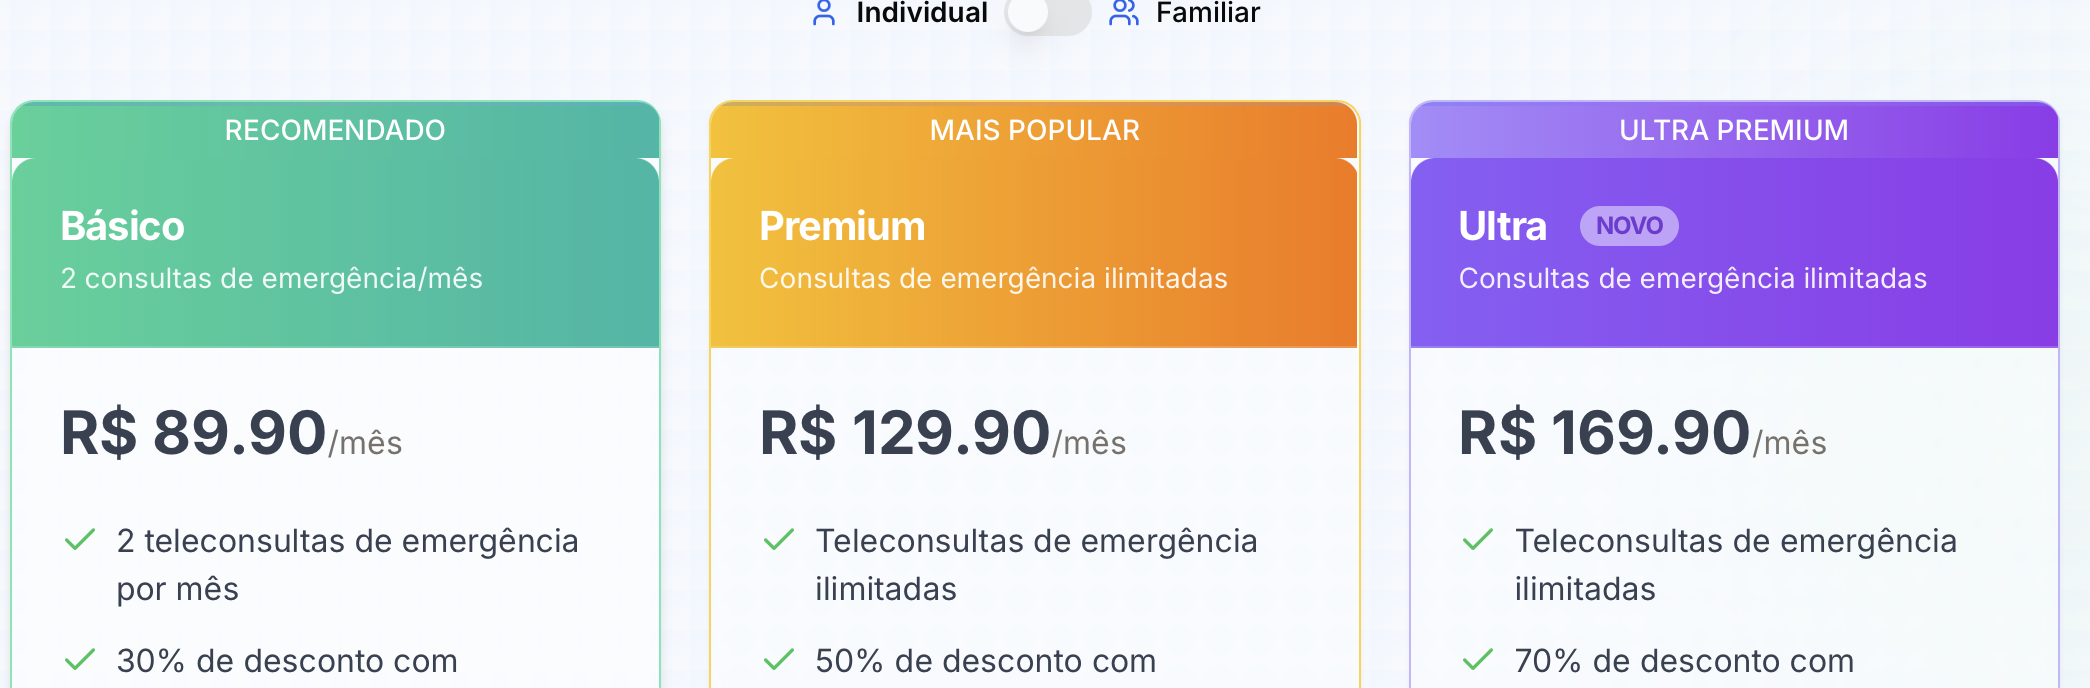 Individual
Familiar
RECOMENDADO
Básico
2 consultas de emergência/mês
R$ 89.90/mês
2 teleconsultas de emergência
por mês
30% de desconto com
MAIS POPULAR
Premium
Consultas de emergência ilimitadas
R$ 129.90/mês
Teleconsultas de emergência
ilimitadas
50% de desconto com
ULTRA PREMIUM
Ultra NOVO
Consultas de emergência ilimitadas
R$ 169.90/mês
Teleconsultas de emergência
ilimitadas
70% de desconto com